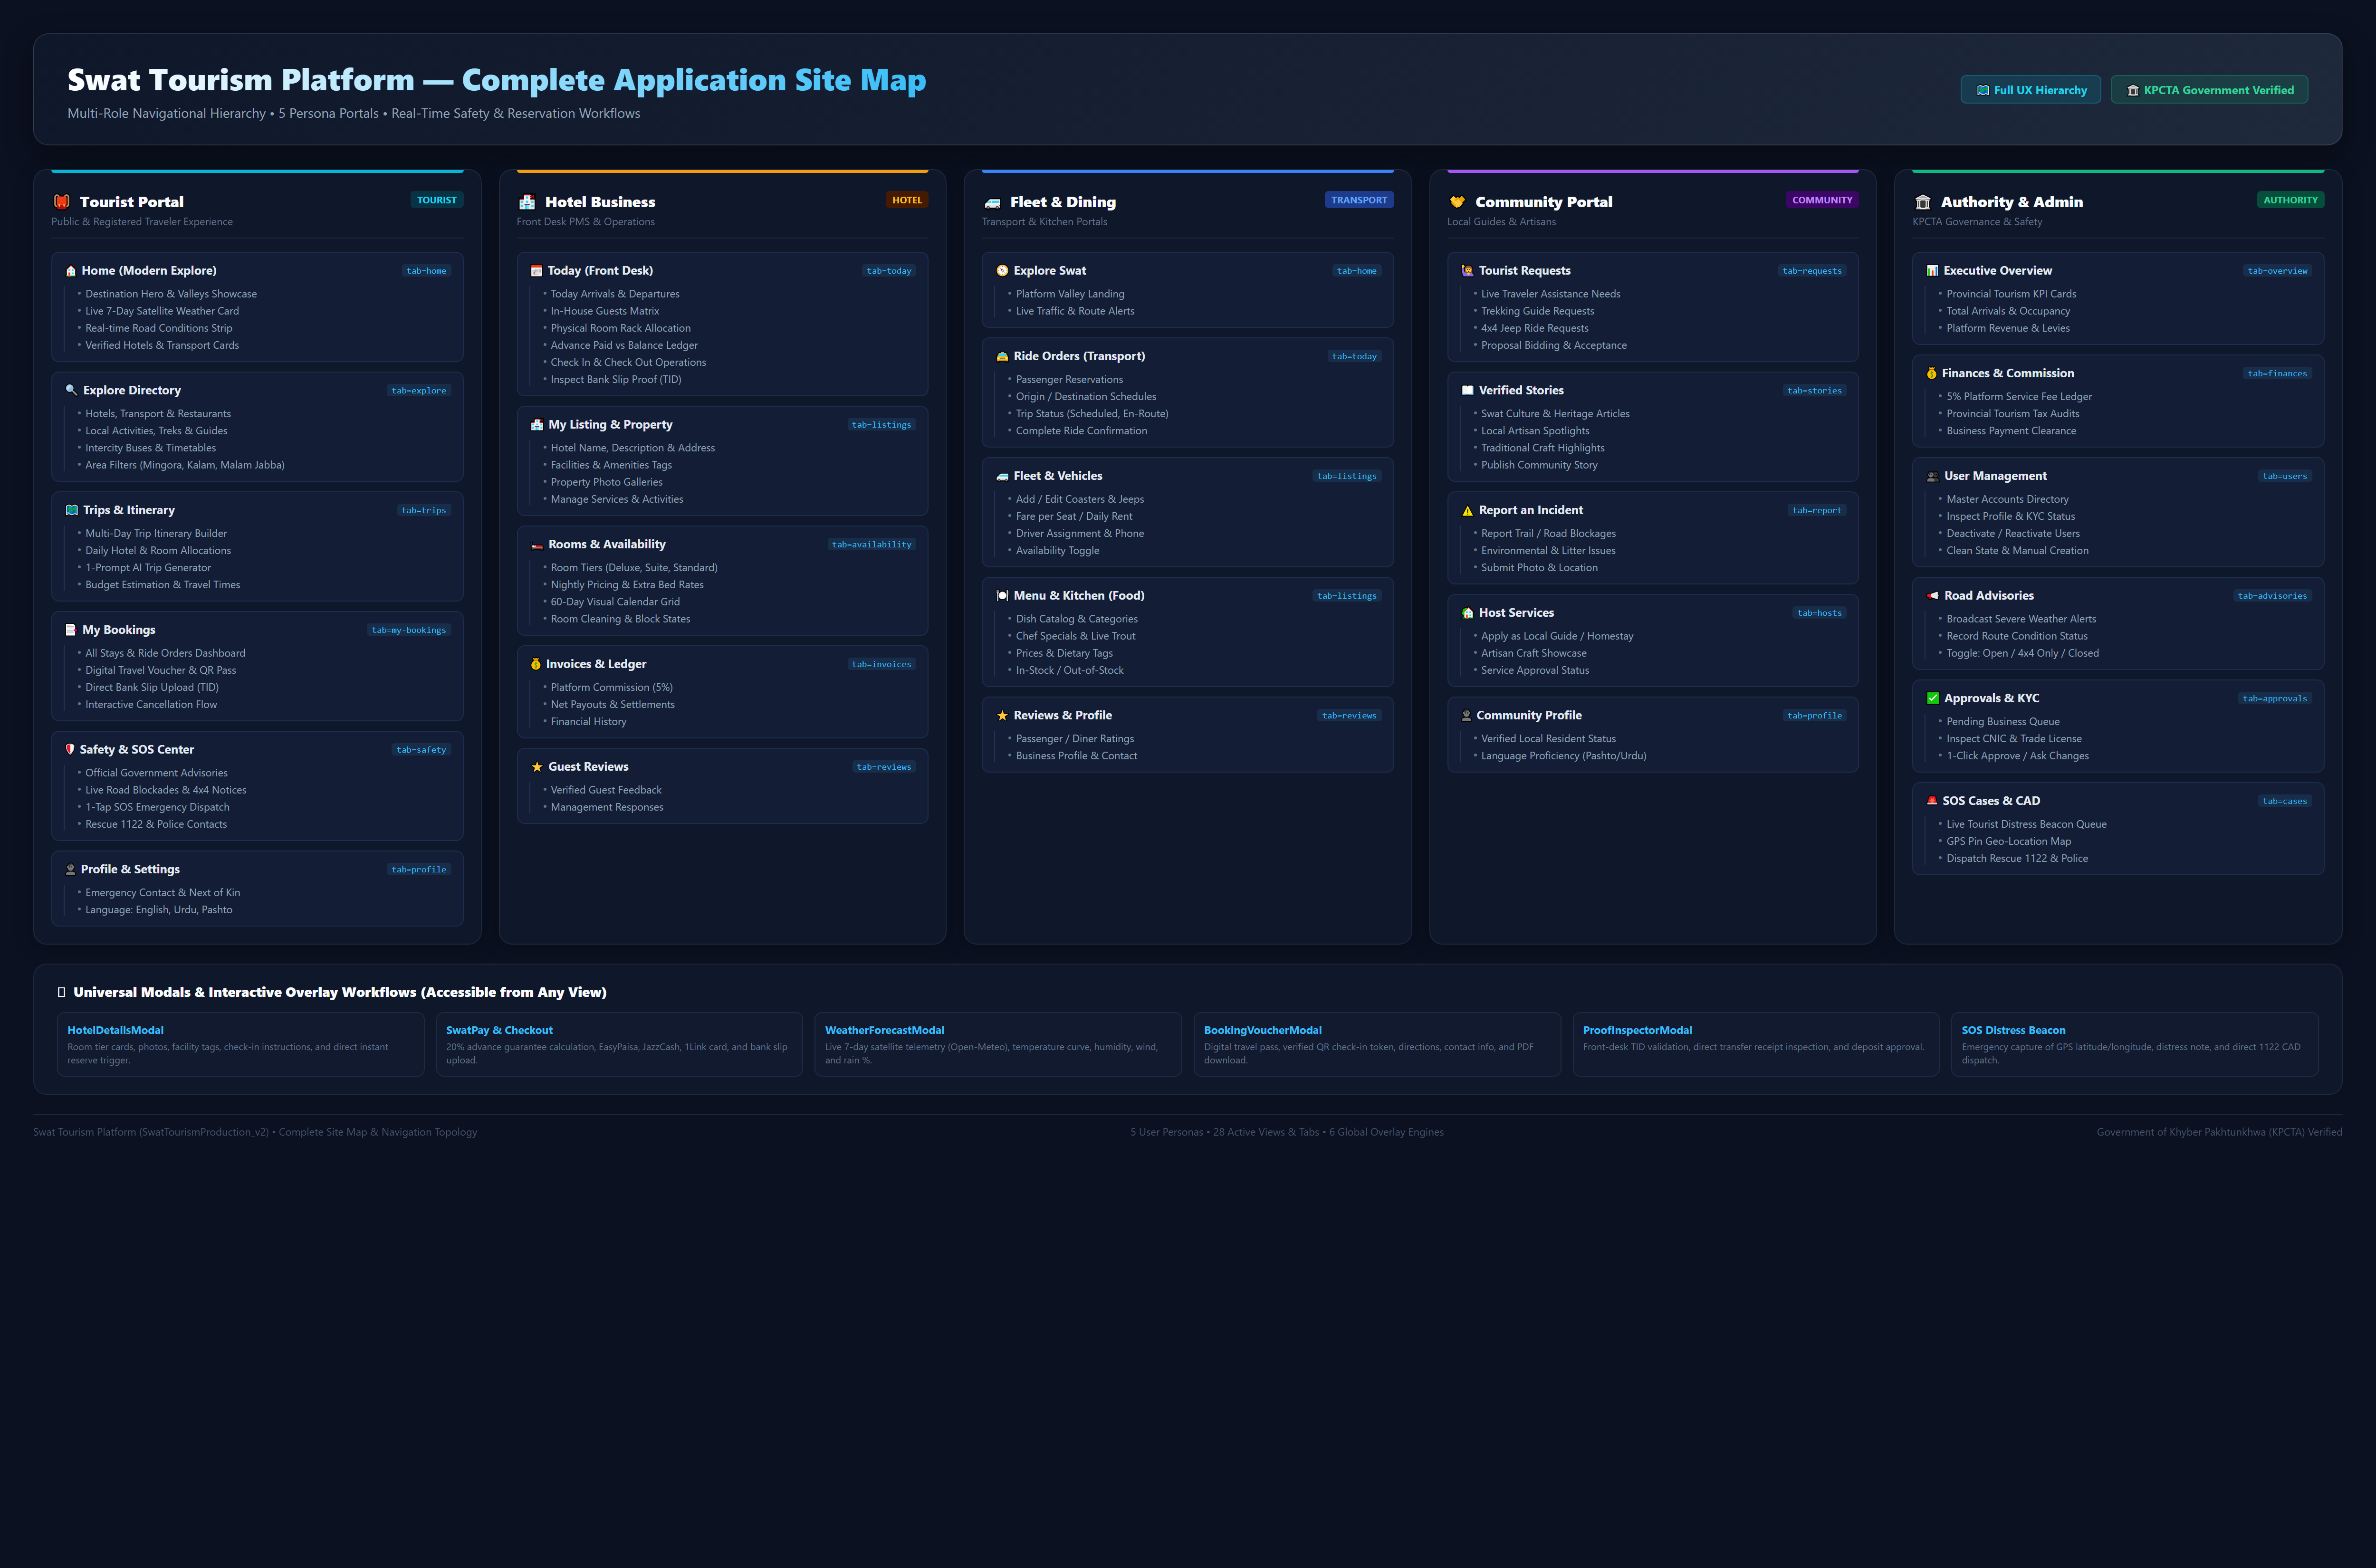 Swat Tourism Platform — Complete Application Site Map
Multi-Role Navigational Hierarchy • 5 Persona Portals • Real-Time Safety & Reservation Workflows
Full UX Hierarchy
KPCTA Government Verified
Tourist Portal
TOURIST
Public & Registered Traveler Experience
Home (Modern Explore)
tab=home
• Destination Hero & Valleys Showcase
• Live 7-Day Satellite Weather Card
• Real-time Road Conditions Strip
• Verified Hotels & Transport Cards
Explore Directory
tab=explore
• Hotels, Transport & Restaurants
• Local Activities, Treks & Guides
• Intercity Buses & Timetables
• Area Filters (Mingora, Kalam, Malam Jabba)
Trips & Itinerary
tab=trips
• Multi-Day Trip Itinerary Builder
• Daily Hotel & Room Allocations
• 1-Prompt AI Trip Generator
• Budget Estimation & Travel Times
My Bookings
tab=my-bookings
• All Stays & Ride Orders Dashboard
• Digital Travel Voucher & QR Pass
• Direct Bank Slip Upload (TID)
• Interactive Cancellation Flow
Safety & SOS Center
tab=safety
• Official Government Advisories
• Live Road Blockades & 4x4 Notices
• 1-Tap SOS Emergency Dispatch
• Rescue 1122 & Police Contacts
Profile & Settings
tab=profile
• Emergency Contact & Next of Kin
• Language: English, Urdu, Pashto
Hotel Business
HOTEL
Front Desk PMS & Operations
Today (Front Desk)
tab=today
• Today Arrivals & Departures
• In-House Guests Matrix
• Physical Room Rack Allocation
• Advance Paid vs Balance Ledger
• Check In & Check Out Operations
• Inspect Bank Slip Proof (TID)
My Listing & Property
tab=listings
• Hotel Name, Description & Address
• Facilities & Amenities Tags
• Property Photo Galleries
• Manage Services & Activities
Rooms & Availability
tab=availability
• Room Tiers (Deluxe, Suite, Standard)
• Nightly Pricing & Extra Bed Rates
• 60-Day Visual Calendar Grid
• Room Cleaning & Block States
Invoices & Ledger
tab=invoices
• Platform Commission (5%)
• Net Payouts & Settlements
• Financial History
Guest Reviews
tab=reviews
• Verified Guest Feedback
• Management Responses
Fleet & Dining
TRANSPORT
Transport & Kitchen Portals
Explore Swat
tab=home
• Platform Valley Landing
• Live Traffic & Route Alerts
Ride Orders (Transport)
tab=today
• Passenger Reservations
• Origin / Destination Schedules
• Trip Status (Scheduled, En-Route)
• Complete Ride Confirmation
Fleet & Vehicles
tab=listings
• Add / Edit Coasters & Jeeps
• Fare per Seat / Daily Rent
• Driver Assignment & Phone
• Availability Toggle
Menu & Kitchen (Food)
tab=listings
• Dish Catalog & Categories
• Chef Specials & Live Trout
• Prices & Dietary Tags
• In-Stock / Out-of-Stock
Reviews & Profile
tab=reviews
• Passenger / Diner Ratings
• Business Profile & Contact
Community Portal
COMMUNITY
Local Guides & Artisans
Tourist Requests
tab=requests
• Live Traveler Assistance Needs
• Trekking Guide Requests
• 4x4 Jeep Ride Requests
• Proposal Bidding & Acceptance
Verified Stories
tab=stories
• Swat Culture & Heritage Articles
• Local Artisan Spotlights
• Traditional Craft Highlights
• Publish Community Story
Report an Incident
tab=report
• Report Trail / Road Blockages
• Environmental & Litter Issues
• Submit Photo & Location
Host Services
tab=hosts
• Apply as Local Guide / Homestay
• Artisan Craft Showcase
• Service Approval Status
Community Profile
tab=profile
• Verified Local Resident Status
• Language Proficiency (Pashto/Urdu)
Authority & Admin
AUTHORITY
KPCTA Governance & Safety
Executive Overview
tab=overview
• Provincial Tourism KPI Cards
• Total Arrivals & Occupancy
• Platform Revenue & Levies
Finances & Commission
tab=finances
• 5% Platform Service Fee Ledger
• Provincial Tourism Tax Audits
• Business Payment Clearance
User Management
tab=users
• Master Accounts Directory
• Inspect Profile & KYC Status
• Deactivate / Reactivate Users
• Clean State & Manual Creation
Road Advisories
tab=advisories
• Broadcast Severe Weather Alerts
• Record Route Condition Status
• Toggle: Open / 4x4 Only / Closed
Approvals & KYC
tab=approvals
• Pending Business Queue
• Inspect CNIC & Trade License
• 1-Click Approve / Ask Changes
SOS Cases & CAD
tab=cases
• Live Tourist Distress Beacon Queue
• GPS Pin Geo-Location Map
• Dispatch Rescue 1122 & Police
Universal Modals & Interactive Overlay Workflows (Accessible from Any View)
HotelDetailsModal
Room tier cards, photos, facility tags, check-in instructions, and direct instant
reserve trigger.
SwatPay & Checkout
20% advance guarantee calculation, EasyPaisa, JazzCash, 1Link card, and bank slip
upload.
WeatherForecastModal
Live 7-day satellite telemetry (Open-Meteo), temperature curve, humidity, wind,
and rain %.
BookingVoucherModal
Digital travel pass, verified QR check-in token, directions, contact info, and PDF
download.
ProofInspectorModal
Front-desk TID validation, direct transfer receipt inspection, and deposit approval.
SOS Distress Beacon
Emergency capture of GPS latitude/longitude, distress note, and direct 1122 CAD
dispatch.
Swat Tourism Platform (SwatTourismProduction_v2) • Complete Site Map & Navigation Topology
5 User Personas • 28 Active Views & Tabs • 6 Global Overlay Engines
Government of Khyber Pakhtunkhwa (KPCTA) Verified